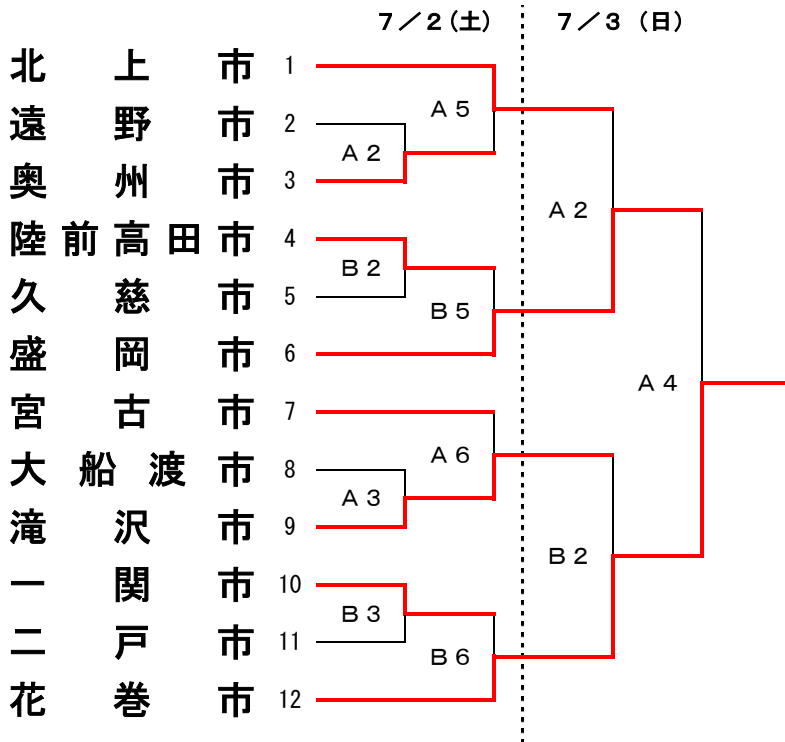 ７／２（土） ７／３（日）
北上市 1
遠野市 2
奥州市 3
陸前高田市 4
久慈市 5
盛岡市 6
宮古市 7
大船渡市 8
滝沢市 9
一関市 10
二戸市 11
花巻市 12
Ａ５
Ａ２
Ｂ２
Ｂ５
Ａ６
Ａ３
Ｂ３
Ｂ６
Ａ２
Ｂ２
Ａ４